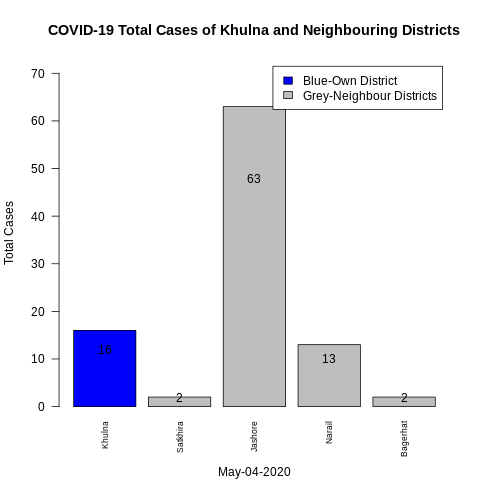 COVID-19 Total Cases of Khulna and Neighbouring Districts
Blue-Own District
Grey-Neighbour Districts
Total Cases
70
60
50
40
30
20
10
0
16
2
63
13
2
Khulna
Satkhira
Jashore
Narail
Bagerhat
May-04-2020